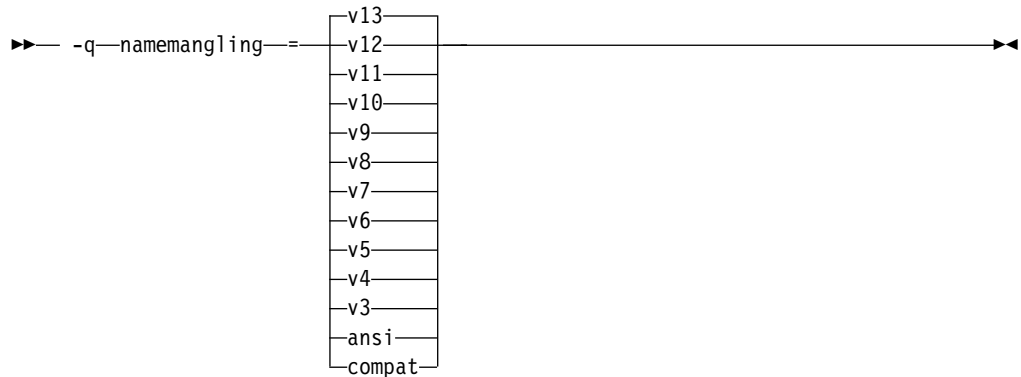 v13
-q namemangling = v12
v11
v10
v9
v8
v7
v6
v5
v4
v3
ansi
compat